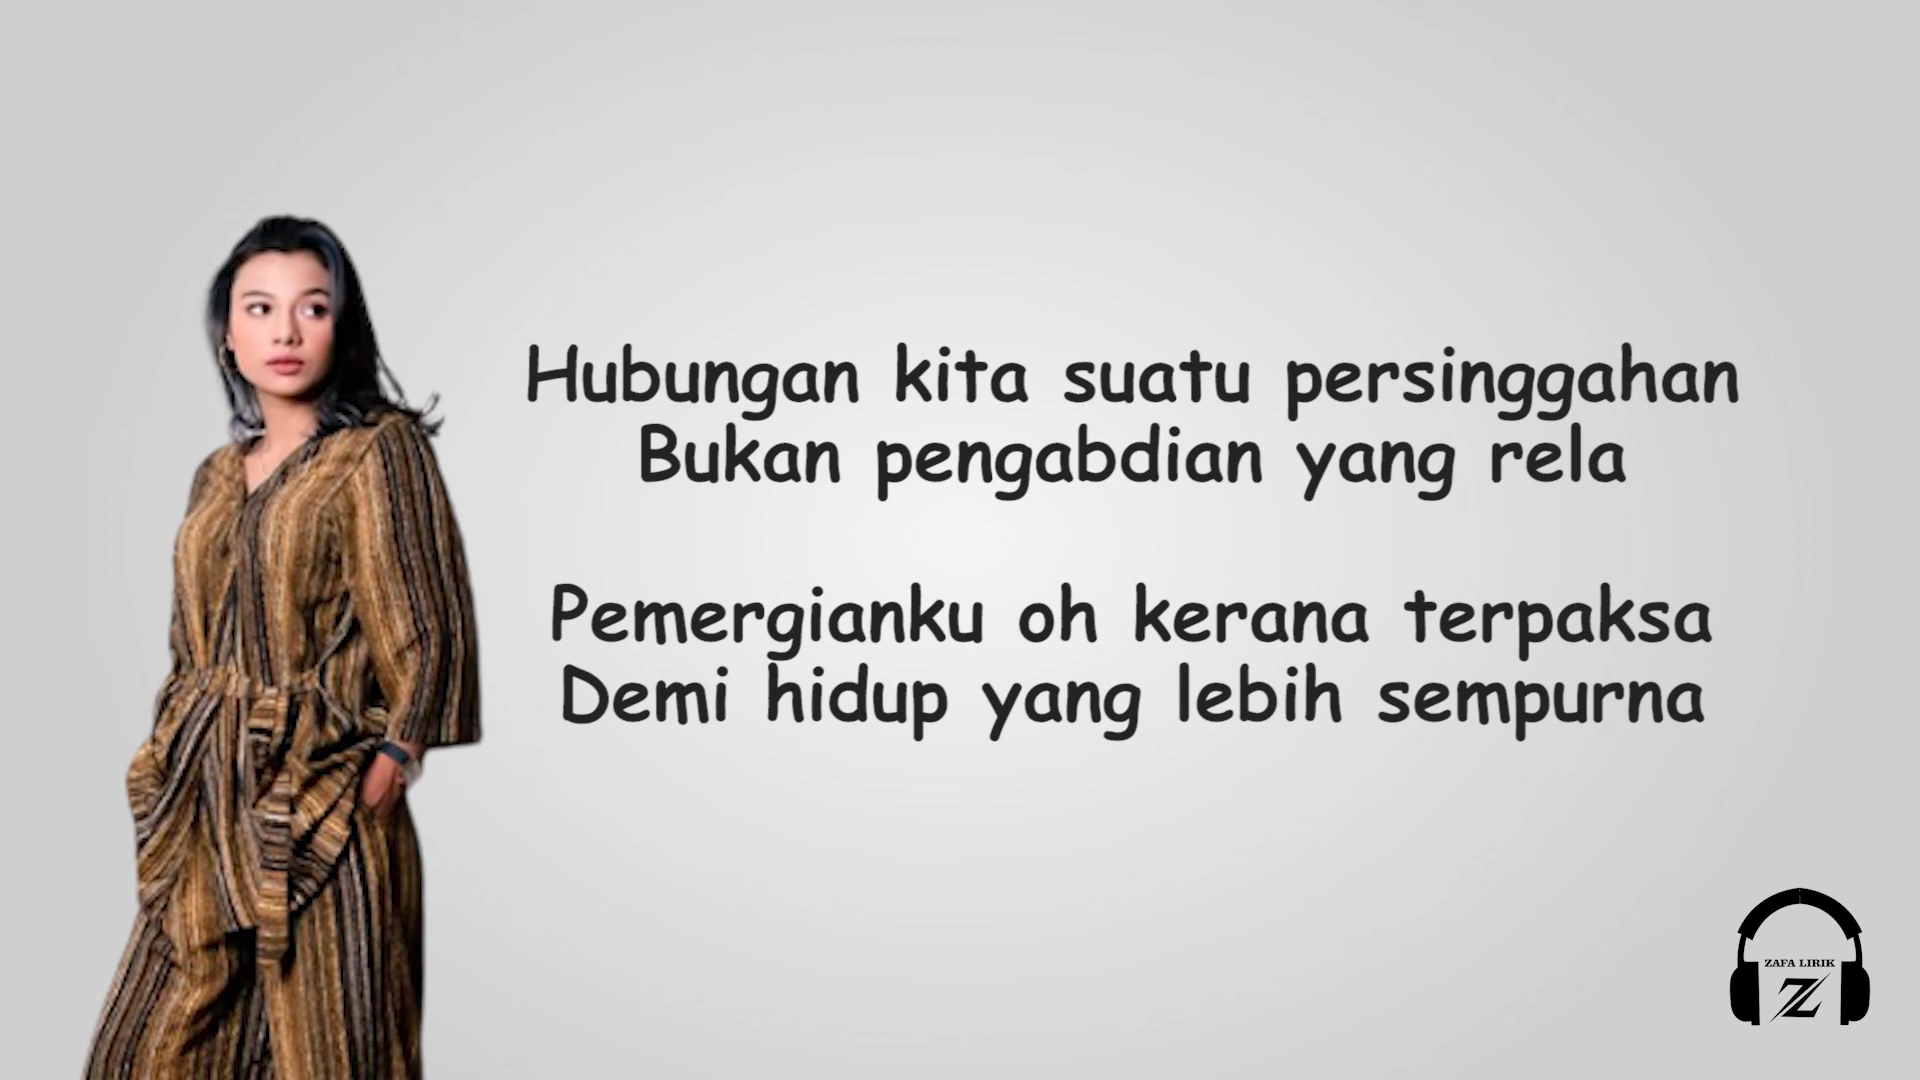 Hubungan kita suatu persinggahan
Bukan pengabdian yang rela
Pemergianku oh kerana terpaksa
Demi hidup yang lebih sempurna
ZAFA LIRIK
Z